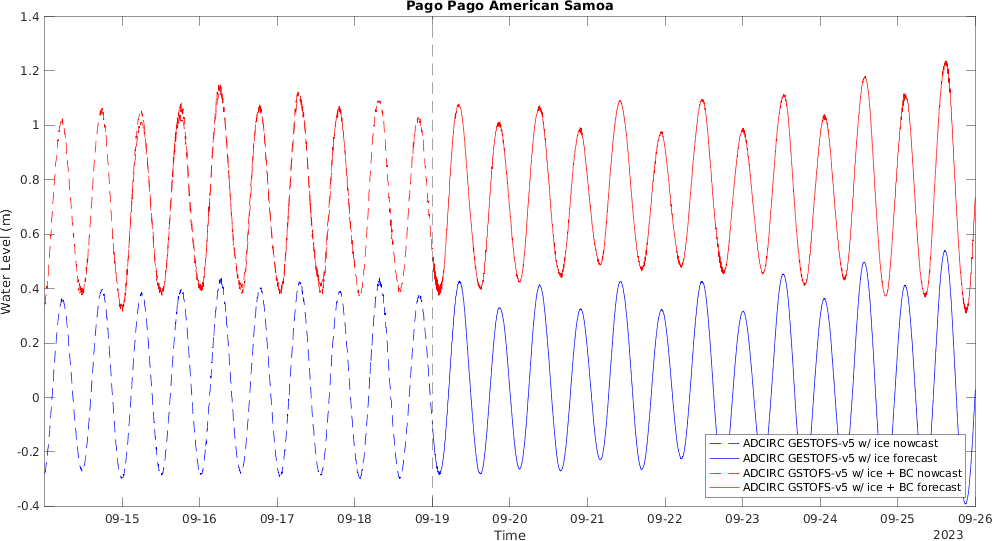 Pago Pago American Samoa
1.4
1.2
1
0.8
0.6
0.4
0.2
0
-0.2
-0.4
Water Level (m)
ADCIRC GESTOFS-v5 w/ ice nowcast
ADCIRC GESTOFS-v5 w/ ice forecast
ADCIRC GSTOFS-v5 w/ ice + BC nowcast
ADCIRC GSTOFS-v5 w/ ice + BC forecast
09-15 09-16 09-17 09-18 09-19 09-20 09-21 09-22 09-23 09-24 09-25 09-26
Time
2023